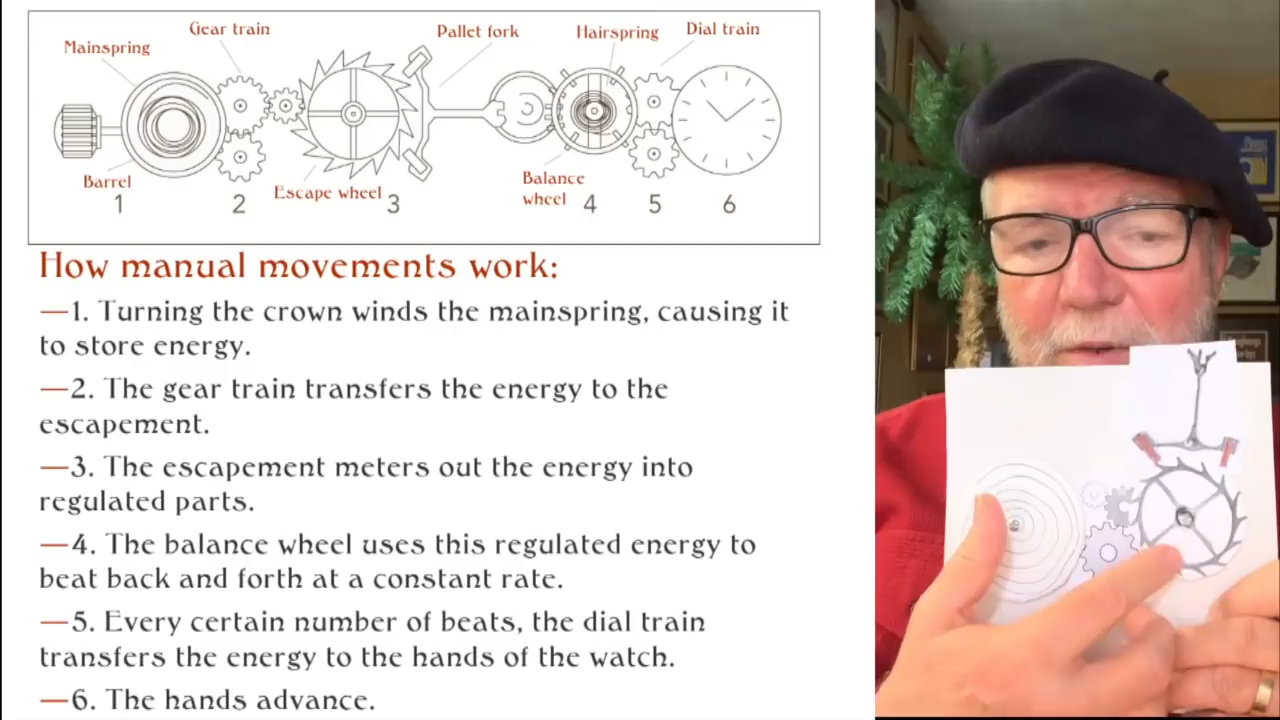 Gear train
Pallet fork
Hairspring
Dial train
Mainspring
Barrel
Escape wheel
Balance
wheel
1
2
3
4
5
6
How manual movements work:
—1. Turning the crown winds the mainspring, causing it
to store energy.
—2. The gear train transfers the energy to the
escapement.
—3. The escapement meters out the energy into
regulated parts.
—4. The balance wheel uses this regulated energy to
beat back and forth at a constant rate.
—5. Every certain number of beats, the dial train
transfers the energy to the hands of the watch.
—6. The hands advance.